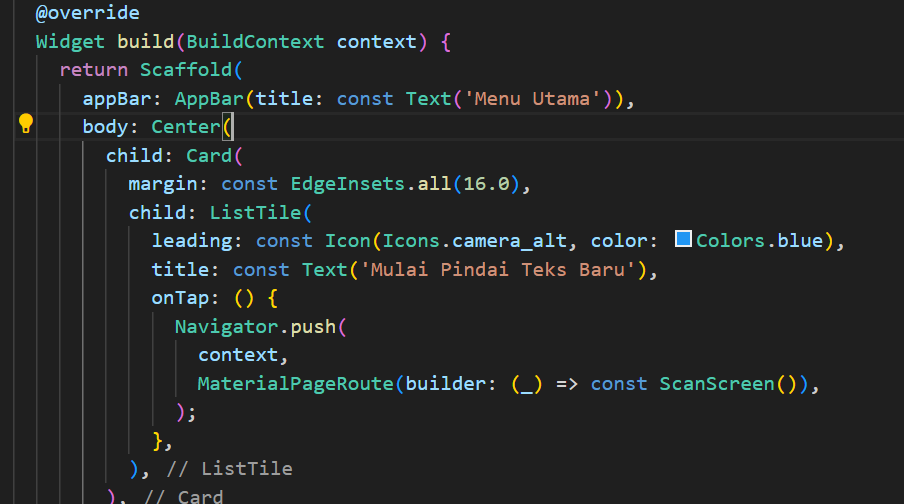 @override
Widget build(BuildContext context) {
  return Scaffold(
    appBar: AppBar(title: const Text('Menu Utama')),
    body: Center(
      child: Card(
        margin: const EdgeInsets.all(16.0),
        child: ListTile(
          leading: const Icon(Icons.camera_alt, color: Colors.blue),
          title: const Text('Mulai Pindai Teks Baru'),
          onTap: () {
            Navigator.push(
              context,
              MaterialPageRoute(builder: (_) => const ScanScreen()),
            );
          },
        ), // ListTile
      ), // Card